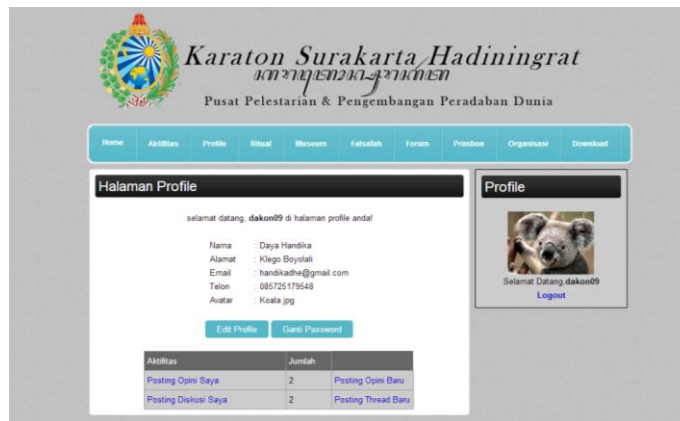 Karaton Surakarta Hadiningrat
Pusat Pelestarian & Pengembangan Peradaban Dunia
Home Aktifitas Profile Ritual Museum Falsafah Forum Primbon Organisasi Download
Halaman Profile
selamat datang, dakon09 di halaman profile anda!
Nama : Daya Handika
Alamat : Klego Boyolali
Email : handikadhe@gmail.com
Telon : 085725179548
Avatar : Koala.jpg
Edit Profile Ganti Password
Aktifitas Jumlah
Posting Opini Saya 2 Posting Opini Baru
Posting Diskusi Saya 2 Posting Thread Baru
Profile
Selamat Datang,dakon09
Logout